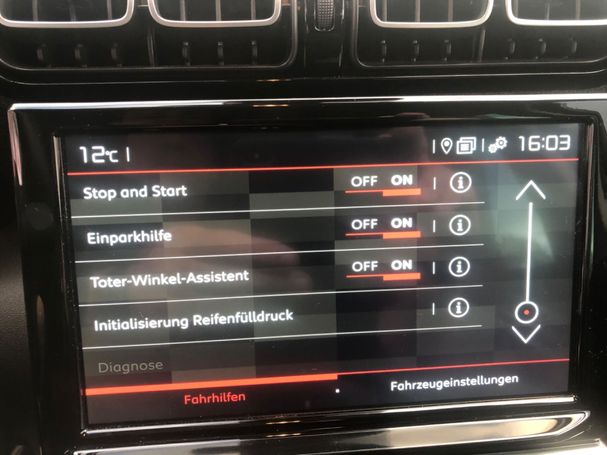 12°C 16:03
Stop and Start OFF ON
Einparkhilfe OFF ON
Toter-Winkel-Assistent OFF ON
Initialisierung Reifenfülldruck
Diagnose
Fahrhilfen Fahrzeugeinstellungen